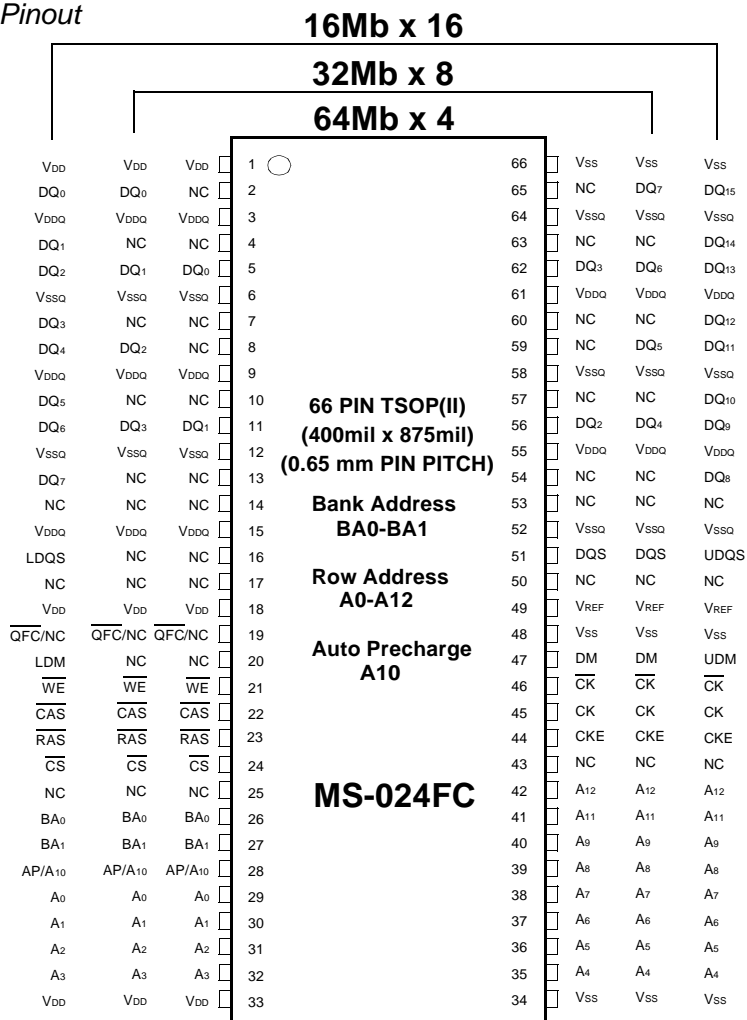 Pinout
16Mb x 16
32Mb x 8
64Mb x 4
VDD VDD VDD 1 66 VSS VSS VSS
DQ0 DQ0 NC 2 65 NC DQ7 DQ15
VDDQ VDDQ VDDQ 3 64 VSSQ VSSQ VSSQ
DQ1 NC NC 4 63 NC NC DQ14
DQ2 DQ1 DQ0 5 62 DQ3 DQ6 DQ13
VSSQ VSSQ VSSQ 6 61 VDDQ VDDQ VDDQ
DQ3 NC NC 7 60 NC NC DQ12
DQ4 DQ2 NC 8 59 NC DQ5 DQ11
VDDQ VDDQ VDDQ 9 58 VSSQ VSSQ VSSQ
DQ5 NC NC 10 57 NC NC DQ10
66 PIN TSOP(II)
DQ6 DQ3 DQ1 11 56 DQ2 DQ4 DQ9
(400mil x 875mil)
VSSQ VSSQ VSSQ 12 55 VDDQ VDDQ VDDQ
(0.65 mm PIN PITCH)
DQ7 NC NC 13 54 NC NC DQ8
NC NC NC 14 Bank Address 53 NC NC NC
VDDQ VDDQ VDDQ 15 BA0-BA1 52 VSSQ VSSQ VSSQ
LDQS NC NC 16 51 DQS DQS UDQS
NC NC NC 17 Row Address 50 NC NC NC
VDD VDD VDD 18 A0-A12 49 VREF VREF VREF
QFC/NC QFC/NC QFC/NC 19 48 VSS VSS VSS
LDM NC NC 20 Auto Precharge 47 DM DM UDM
A10
WE WE WE 21 46 CK CK CK
CAS CAS CAS 22 45 CK CK CK
RAS RAS RAS 23 44 CKE CKE CKE
CS CS CS 24 43 NC NC NC
NC NC NC 25 MS-024FC 42 A12 A12 A12
BA0 BA0 BA0 26 41 A11 A11 A11
BA1 BA1 BA1 27 40 A9 A9 A9
AP/A10 AP/A10 AP/A10 28 39 A8 A8 A8
A0 A0 A0 29 38 A7 A7 A7
A1 A1 A1 30 37 A6 A6 A6
A2 A2 A2 31 36 A5 A5 A5
A3 A3 A3 32 35 A4 A4 A4
VDD VDD VDD 33 34 VSS VSS VSS